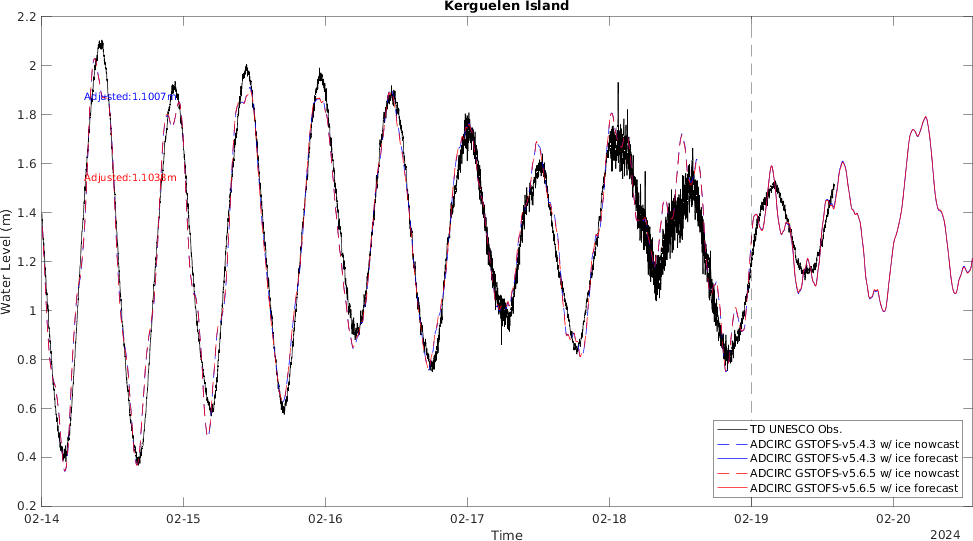 Kerguelen Island
2.2
2
1.8
1.6
1.4
1.2
1
0.8
0.6
0.4
0.2
Water Level (m)
Adjusted:1.1007m
Adjusted:1.1038m
TD UNESCO Obs.
ADCIRC GSTOFS-v5.4.3 w/ ice nowcast
ADCIRC GSTOFS-v5.4.3 w/ ice forecast
ADCIRC GSTOFS-v5.6.5 w/ ice nowcast
ADCIRC GSTOFS-v5.6.5 w/ ice forecast
02-14 02-15 02-16 02-17 02-18 02-19 02-20
Time
2024